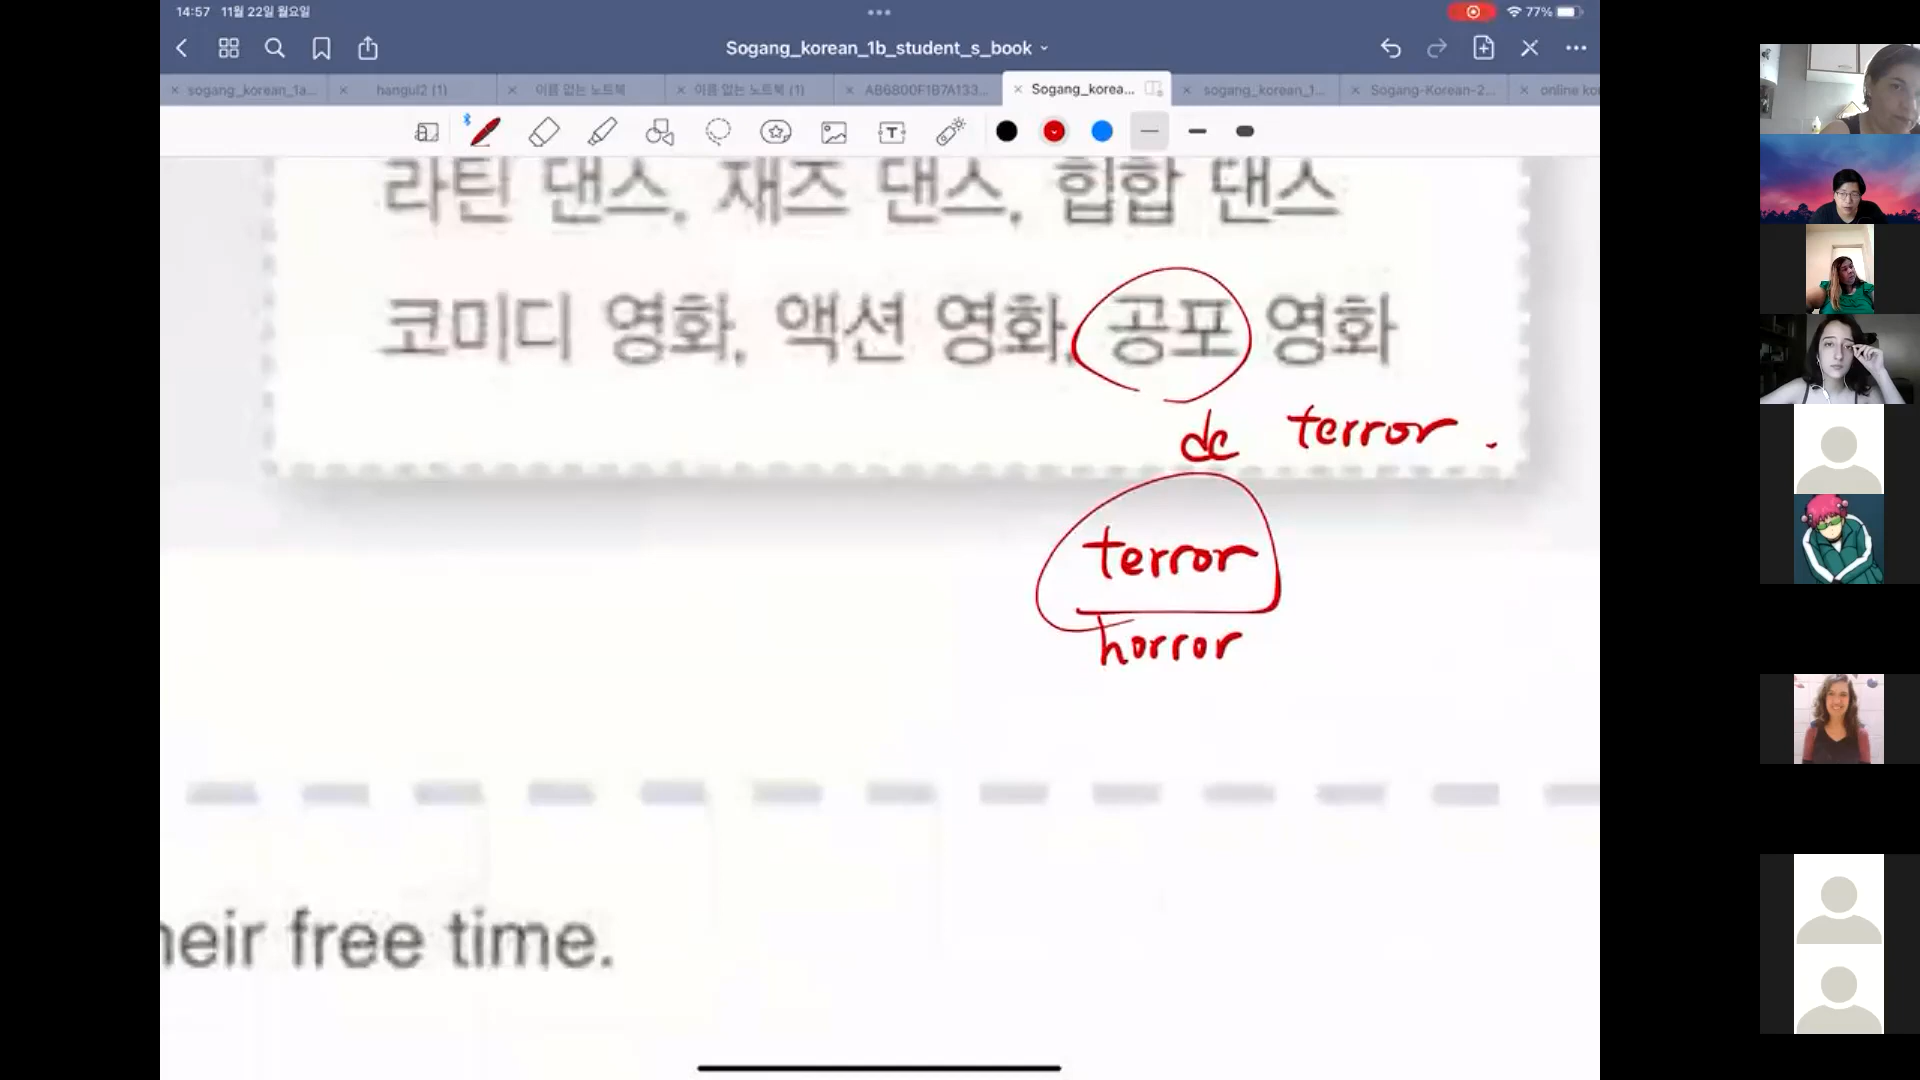 14:57 11월 22일 월요일
77%
Sogang_korean_1b_student_s_book
sogang_korean_1a...
hangul2 (1)
이름 없는 노트북
이름 없는 노트북 (1)
AB6800F1B7A133...
Sogang_korea...
sogang_korean_1...
Sogang-Korean-2...
online ko
라틴 댄스, 재즈 댄스, 힙합 댄스
코미디 영화, 액션 영화, 공포 영화
de terror.
terror
horror
heir free time.